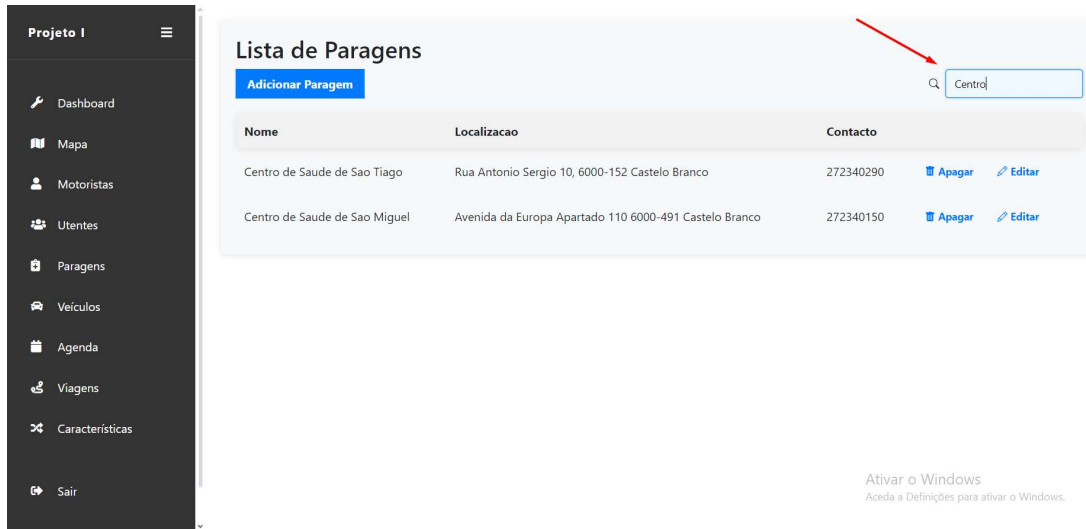 Projeto I
Dashboard
Mapa
Motoristas
Utentes
Paragens
Veículos
Agenda
Viagens
Características
Sair
Lista de Paragens
Adicionar Paragem
Centro
Nome Localizacao Contacto
Centro de Saude de Sao Tiago Rua Antonio Sergio 10, 6000-152 Castelo Branco 272340290 Apagar Editar
Centro de Saude de Sao Miguel Avenida da Europa Apartado 110 6000-491 Castelo Branco 272340150 Apagar Editar
Ativar o Windows
Aceda a Definições para ativar o Windows.